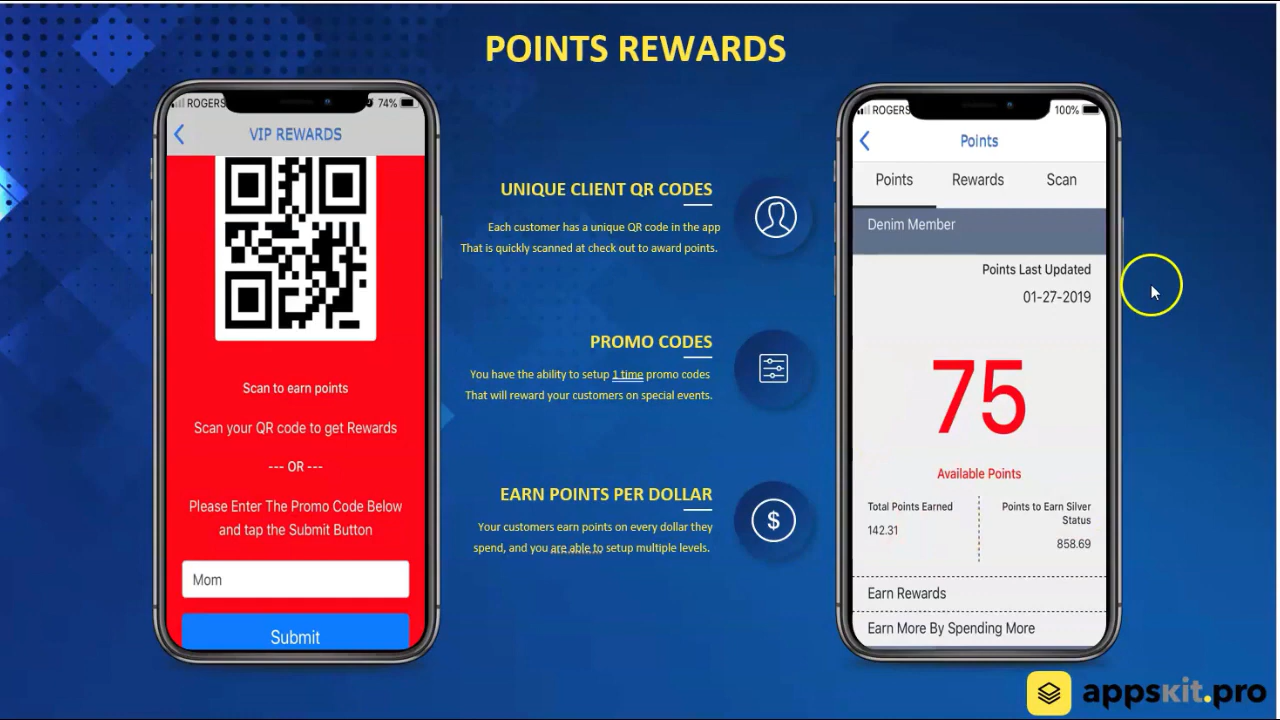 POINTS REWARDS
ROGERS 74%
VIP REWARDS
Scan to earn points
Scan your QR code to get Rewards
--- OR ---
Please Enter The Promo Code Below
and tap the Submit Button
Mom
Submit
UNIQUE CLIENT QR CODES
Each customer has a unique QR code in the app
That is quickly scanned at check out to award points.
PROMO CODES
You have the ability to setup 1 time promo codes
That will reward your customers on special events.
EARN POINTS PER DOLLAR
$
Your customers earn points on every dollar they
spend, and you are able to setup multiple levels.
ROGERS 100%
Points
Points Rewards Scan
Denim Member
Points Last Updated
01-27-2019
75
Available Points
Total Points Earned
142.31
Points to Earn Silver
Status
858.69
Earn Rewards
Earn More By Spending More
appskit.pro